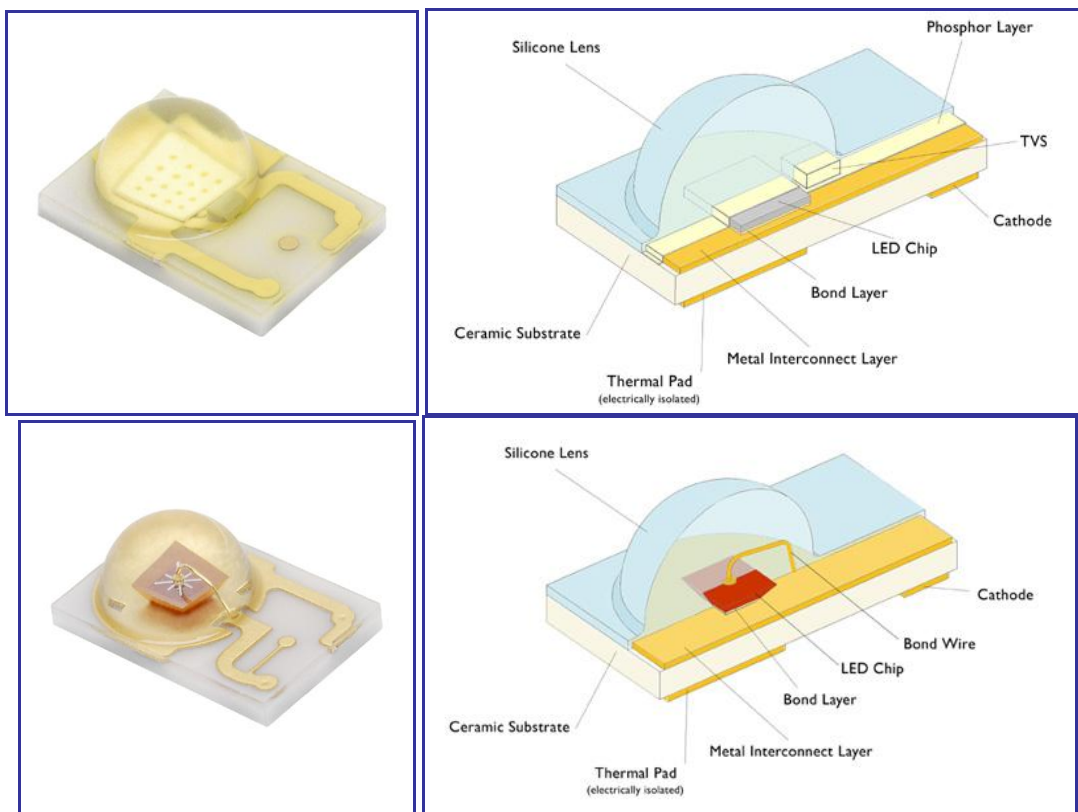 Phosphor Layer
Silicone Lens
TVS
Cathode
LED Chip
Bond Layer
Ceramic Substrate
Metal Interconnect Layer
Thermal Pad
(electrically isolated)
Silicone Lens
Cathode
Bond Wire
LED Chip
Bond Layer
Ceramic Substrate
Metal Interconnect Layer
Thermal Pad
(electrically isolated)